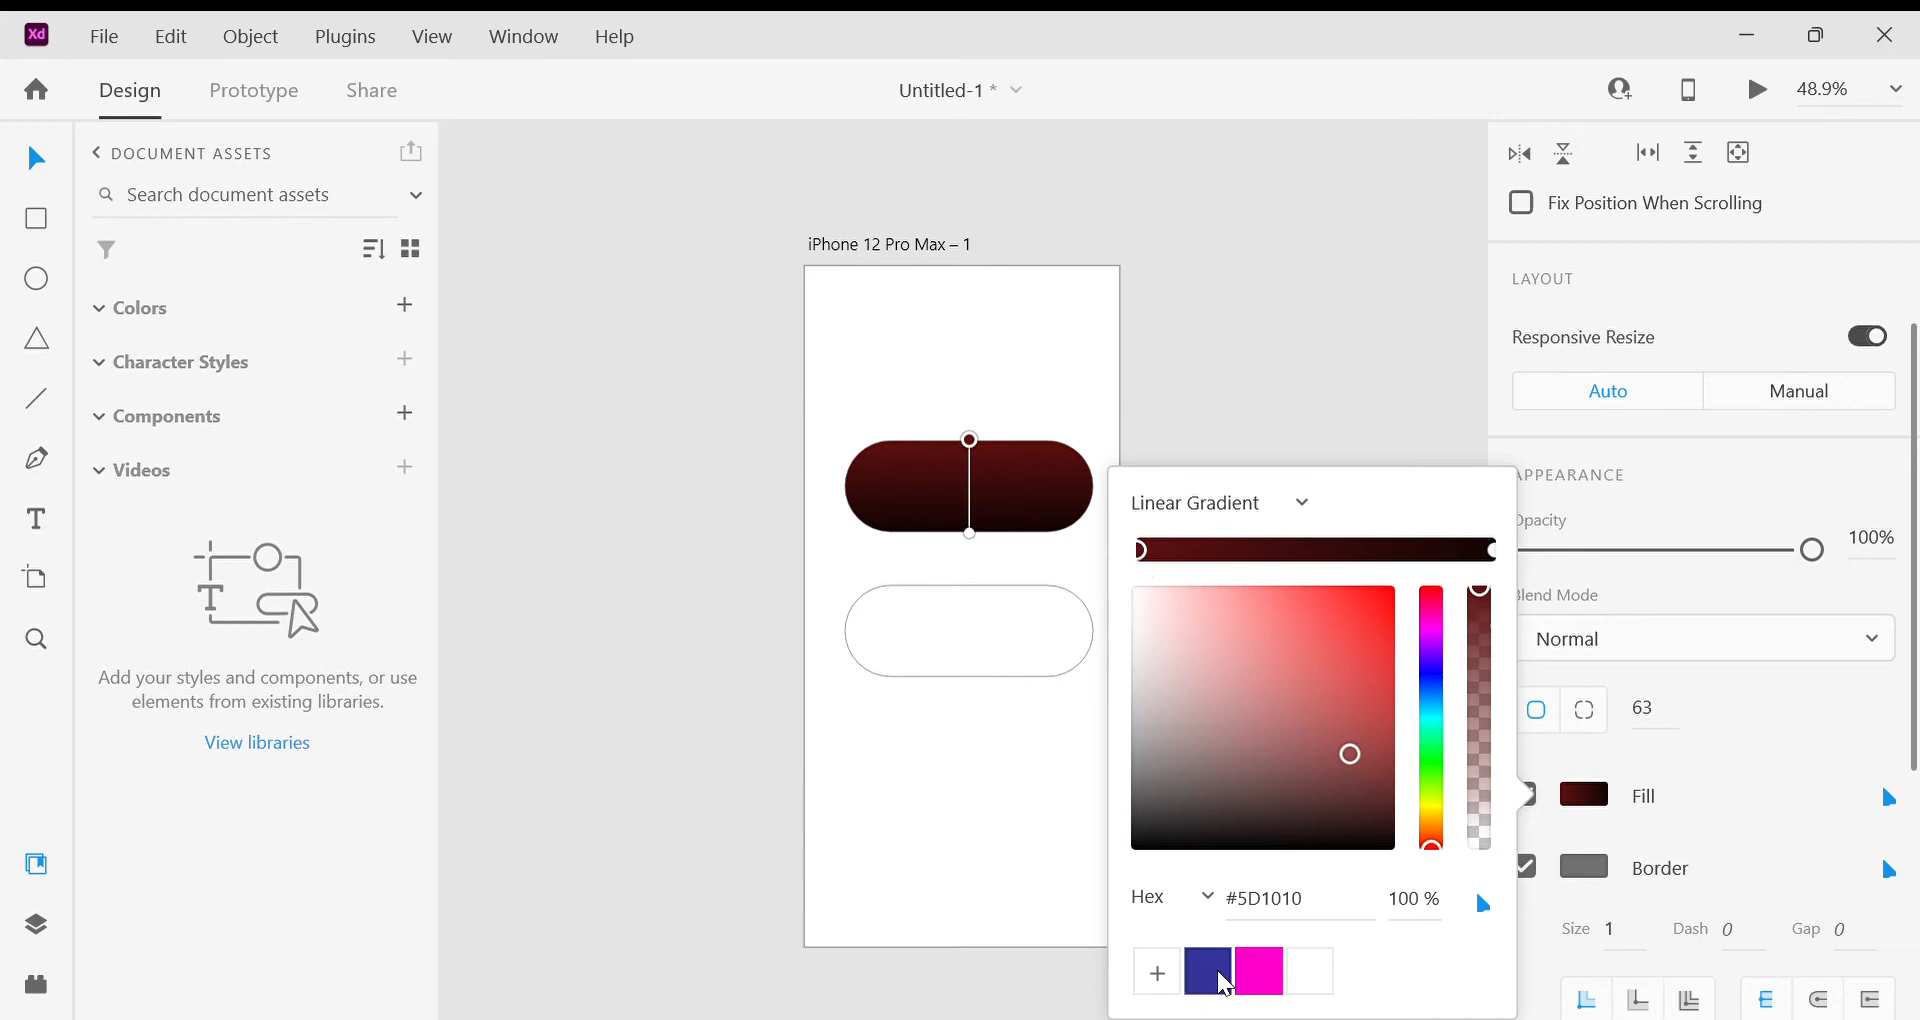 Xd File Edit Object Plugins View Window Help
Design Prototype Share Untitled-1 * 48.9%
DOCUMENT ASSETS
Search document assets
Colors
Character Styles
Components
Videos
T
Add your styles and components, or use
elements from existing libraries.
View libraries
iPhone 12 Pro Max – 1
Linear Gradient
Hex #5D1010 100 %
+
Fix Position When Scrolling
LAYOUT
Responsive Resize
Auto Manual
APPEARANCE
Opacity
100%
Blend Mode
Normal
63
Fill
Border
Size 1 Dash 0 Gap 0